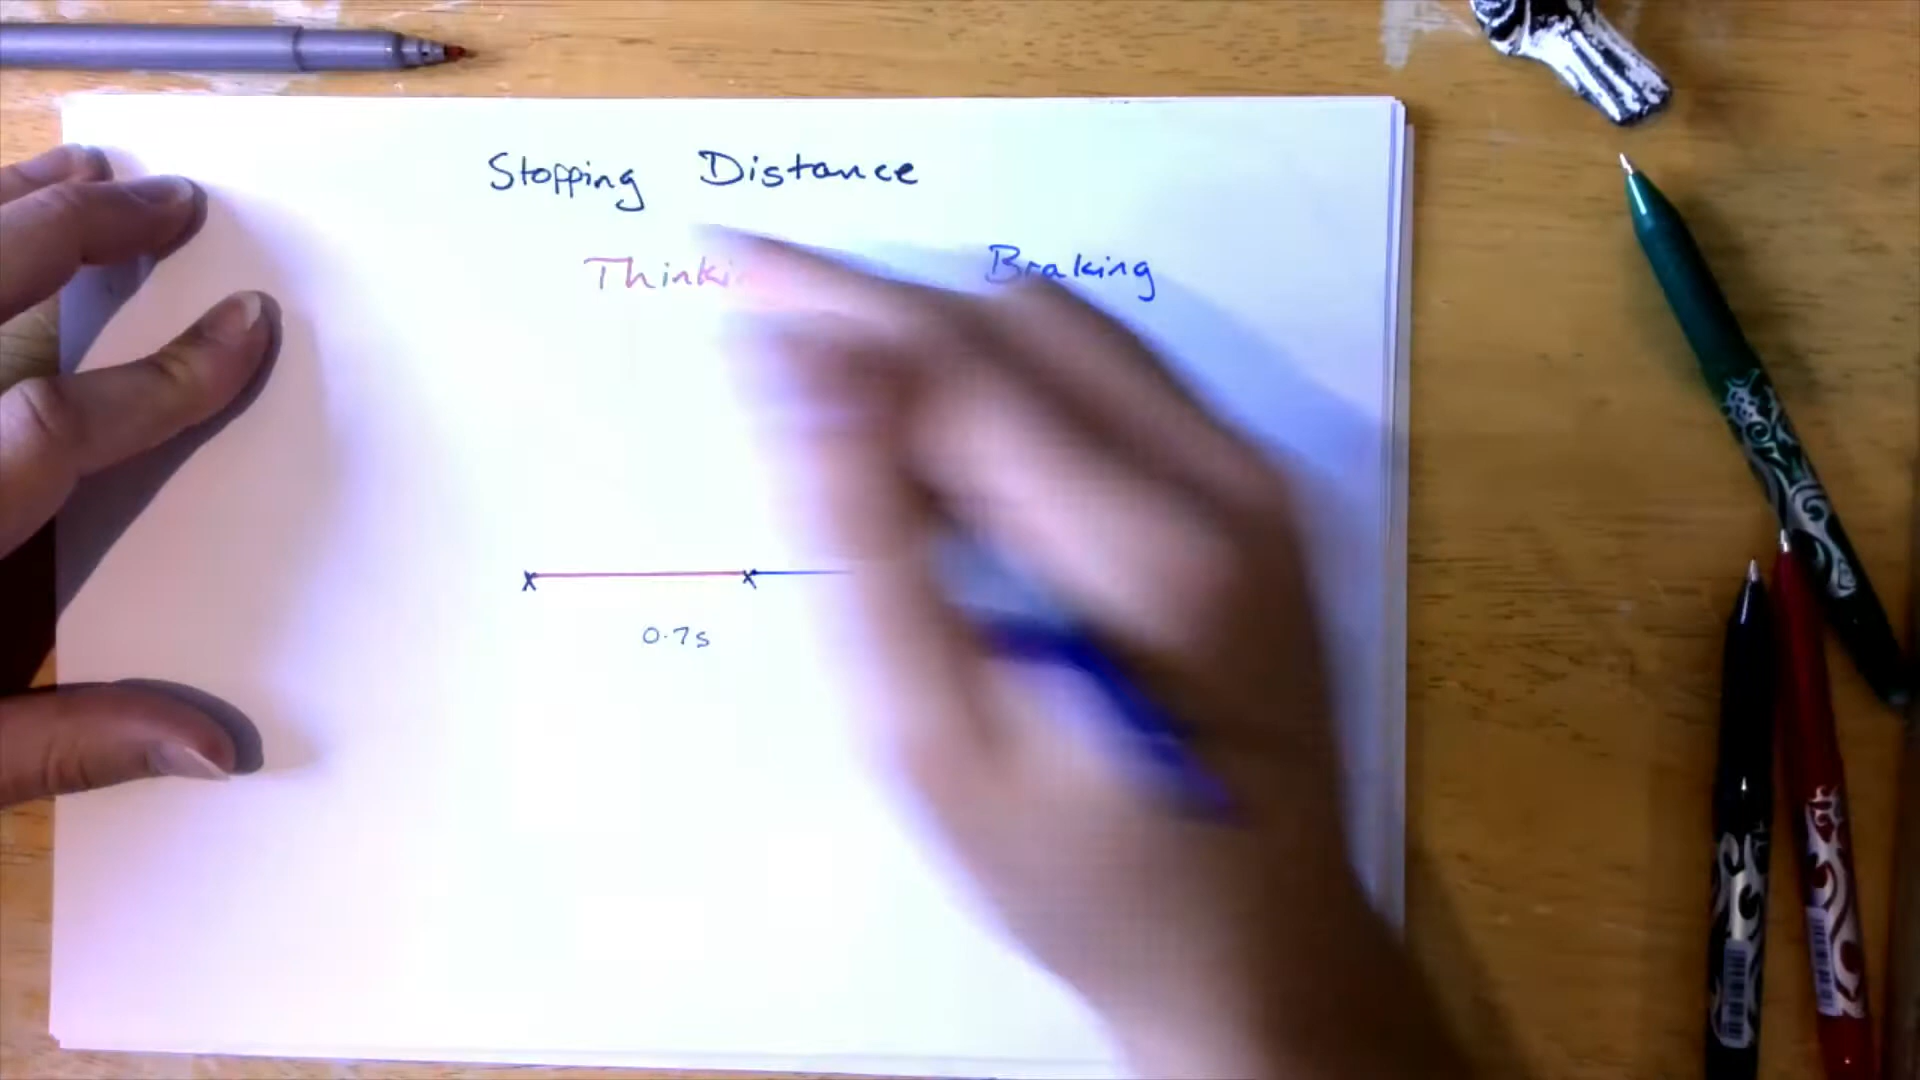 Stopping Distance
Braking
x x
0.7s